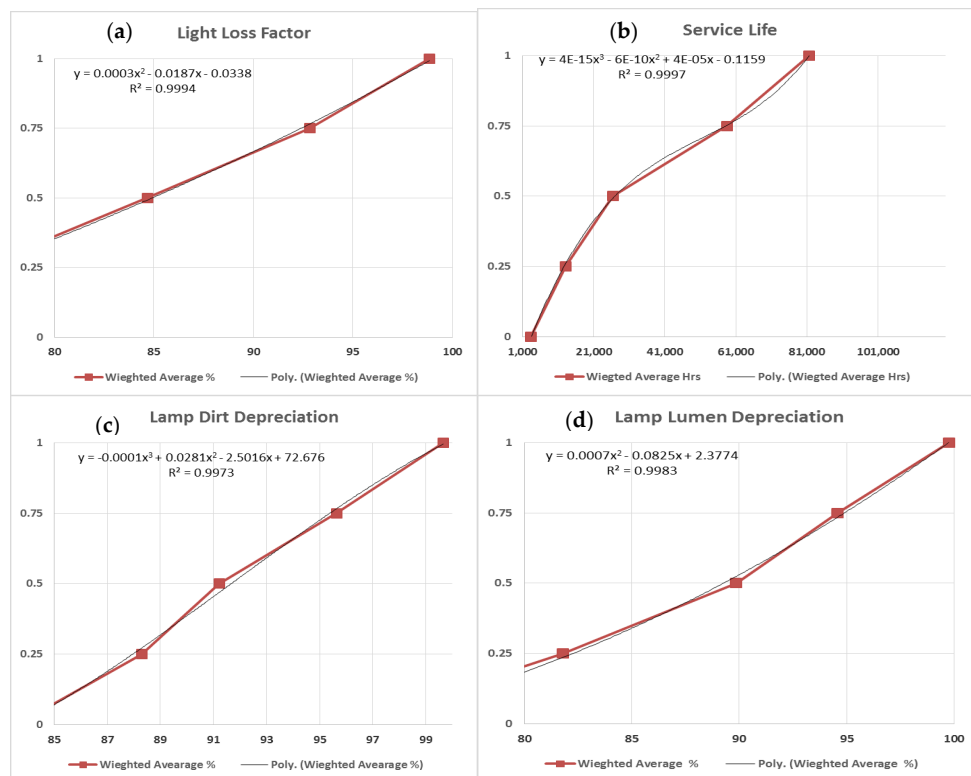 (a)
Light Loss Factor
y = 0.0003x² - 0.0187x - 0.0338
R² = 0.9994
1
0.75
0.5
0.25
0
80 85 90 95 100
Wieghted Average % Poly. (Wieghted Average %)
(b)
Service Life
y = 4E-15x³ - 6E-10x² + 4E-05x - 0.1159
R² = 0.9997
1
0.75
0.5
0.25
0
1,000 21,000 41,000 61,000 81,000 101,000
Wiegted Average Hrs Poly. (Wiegted Average Hrs)
(c)
Lamp Dirt Depreciation
y = -0.0001x³ + 0.0281x² - 2.5016x + 72.676
R² = 0.9973
1
0.75
0.5
0.25
0
85 87 89 91 93 95 97 99
Wieghted Avearage % Poly. (Wieghted Avearage %)
(d)
Lamp Lumen Depreciation
y = 0.0007x² - 0.0825x + 2.3774
R² = 0.9983
1
0.75
0.5
0.25
0
80 85 90 95 100
Wieghted Average % Poly. (Wieghted Average %)